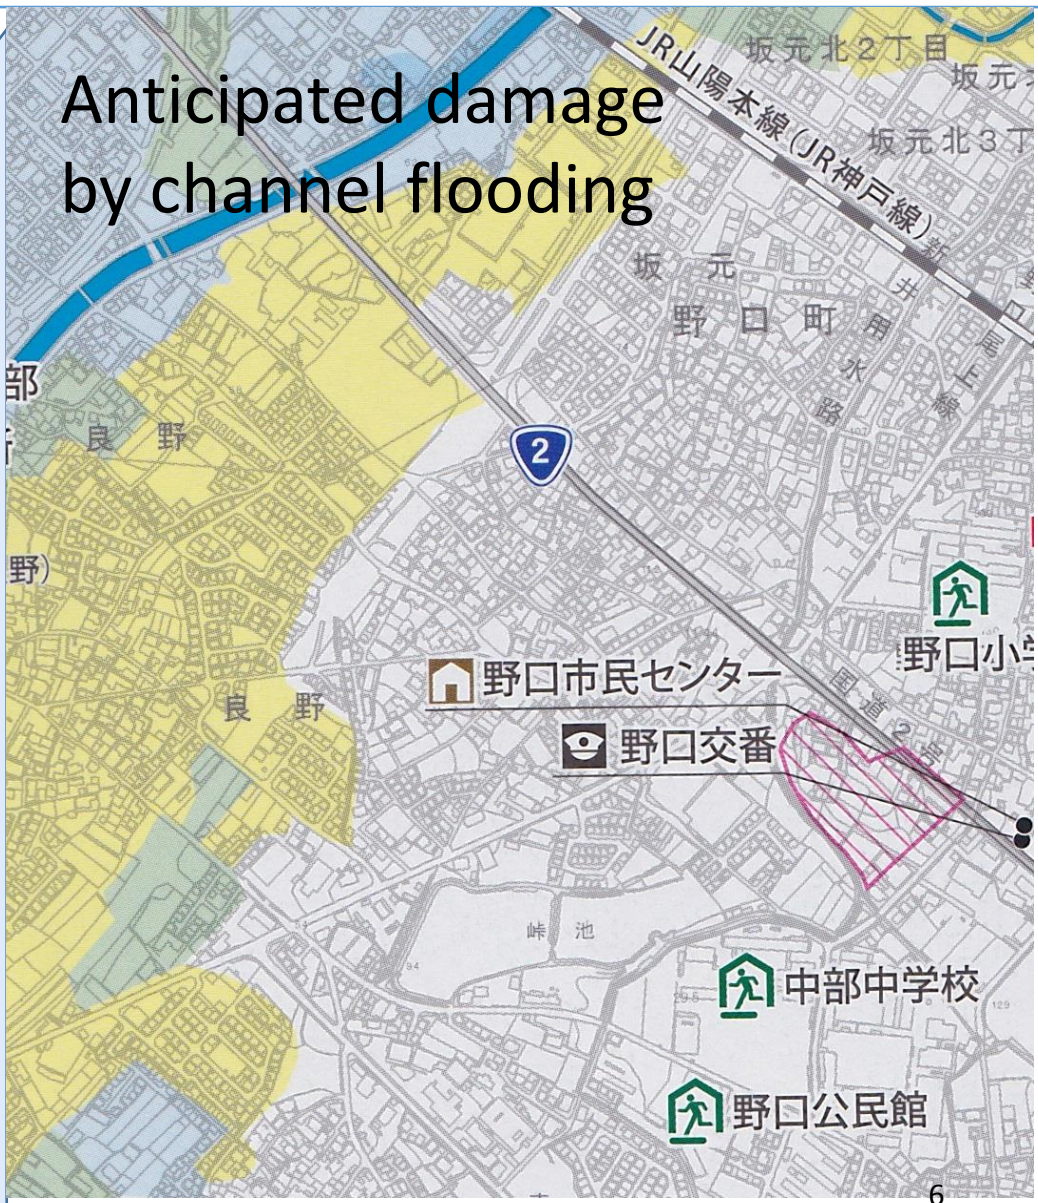 Anticipated damage
by channel flooding
JR山陽本線(JR神戸線)
坂元北2丁目
坂元
坂元北3丁
坂 元
野 口 町
新井用水路
尾上線
部
良 野
2
野)
野口小学
野口市民センター
国道2号
野口交番
良 野
峠 池
中部中学校
野口公民館
6